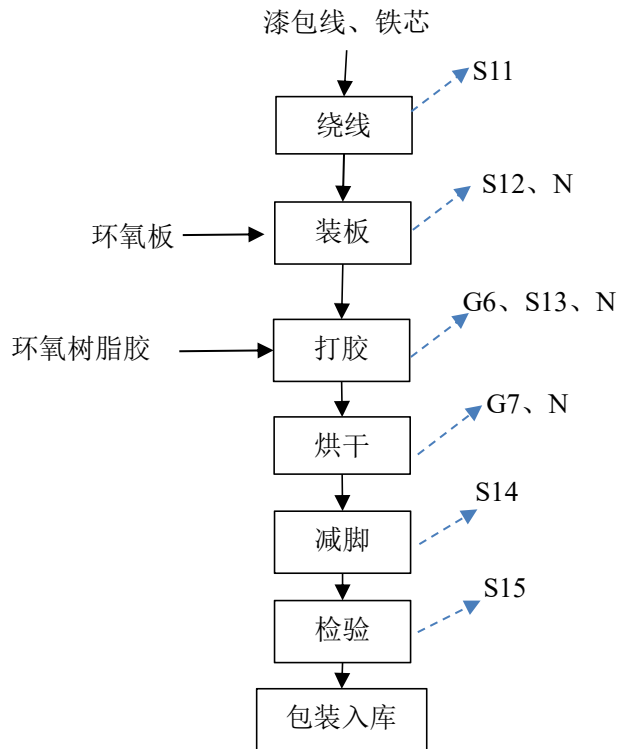 漆包线、铁芯
S11
绕线
S12、N
环氧板
装板
G6、S13、N
环氧树脂胶
打胶
G7、N
烘干
S14
减脚
S15
检验
包装入库